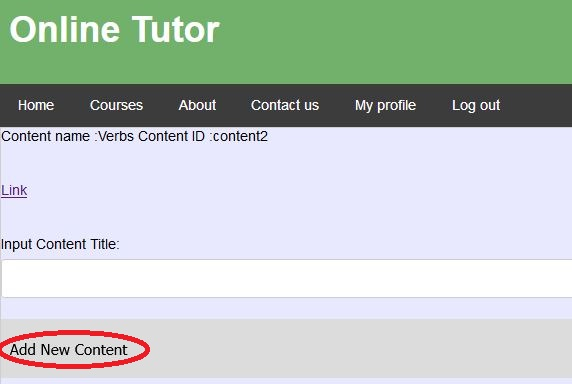 Online Tutor
Home Courses About Contact us My profile Log out
Content name :Verbs Content ID :content2
Link
Input Content Title:
Add New Content